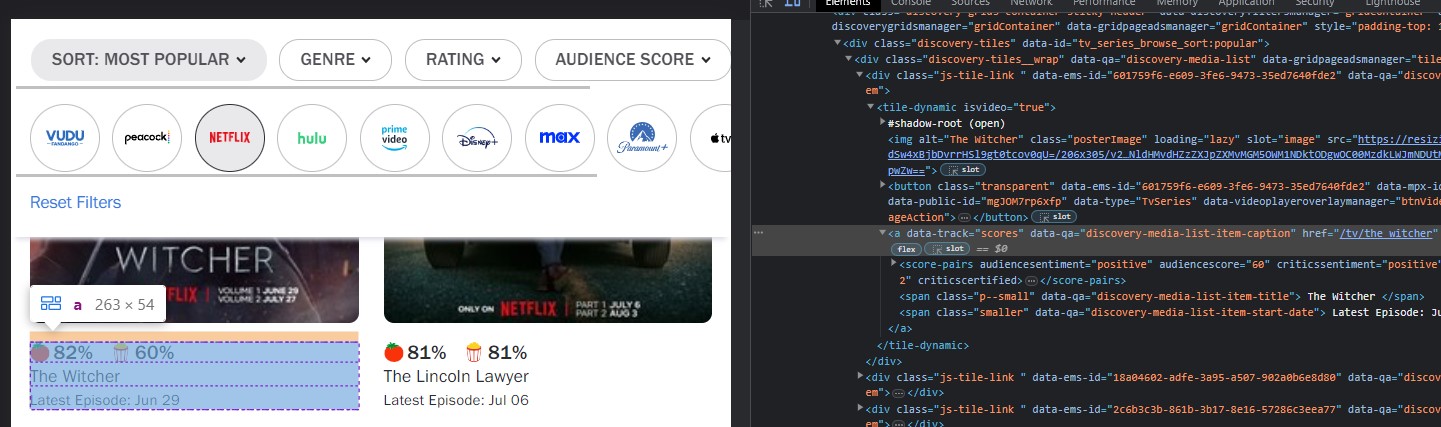 SORT: MOST POPULAR
GENRE
RATING
AUDIENCE SCORE
VUDU
FANDANGO
peacock
NETFLIX
hulu
prime
video
Disney+
max
Paramount+
tv
Reset Filters
WITCHER
FLIX | VOLUME 1 JUNE 29
VOLUME 2 JULY 27
ONLY ON NETFLIX | PART 1 JULY 6
PART 2 AUG 3
a 263 × 54
82% 60%
The Witcher
Latest Episode: Jun 29
81% 81%
The Lincoln Lawyer
Latest Episode: Jul 06
Elements Console Sources Network Performance Memory Application Security Lighthouse
discoverygridsmanager="gridContainer" data-gridpageadsmanager="gridContainer" style="padding-top: 1
<div class="discovery-tiles" data-id="tv_series_browse_sort:popular">
<div class="discovery-tiles__wrap" data-qa="discovery-media-list" data-gridpageadsmanager="tile
<div class="js-tile-link " data-ems-id="601759f6-e609-3fe6-9473-35ed7640fde2" data-qa="discov
em">
<tile-dynamic isvideo="true">
#shadow-root (open)
<img alt="The Witcher" class="posterImage" loading="lazy" slot="image" src="https://resizi
dSw4xBjbDvrrHSl9gt0tcov0qU=/206x305/v2…NldHMvdHZzZXJpZXMvMGM5OWM1NDktODgwOC00MzdkLWJmNDUtM
pwZw==">
slot
<button class="transparent" data-ems-id="601759f6-e609-3fe6-9473-35ed7640fde2" data-mpx-i
data-public-id="mgJOM7rp6xfp" data-type="TvSeries" data-videoplayeroverlaymanager="btnVide
ageAction"> … </button> slot
… <a data-track="scores" data-qa="discovery-media-list-item-caption" href="/tv/the_witcher"
flex slot == $0
<score-pairs audiencesentiment="positive" audiencescore="60" criticssentiment="positive"
2" criticscertified> … </score-pairs>
<span class="p--small" data-qa="discovery-media-list-item-title"> The Witcher </span>
<span class="smaller" data-qa="discovery-media-list-item-start-date"> Latest Episode: Ju
</a>
</tile-dynamic>
</div>
<div class="js-tile-link " data-ems-id="18a04602-adfe-3a95-a507-902a0b6e8d80" data-qa="discov
em"> … </div>
<div class="js-tile-link " data-ems-id="2c6b3c3b-861b-3b17-8e16-57286c3eea77" data-qa="discov
em"> … </div>